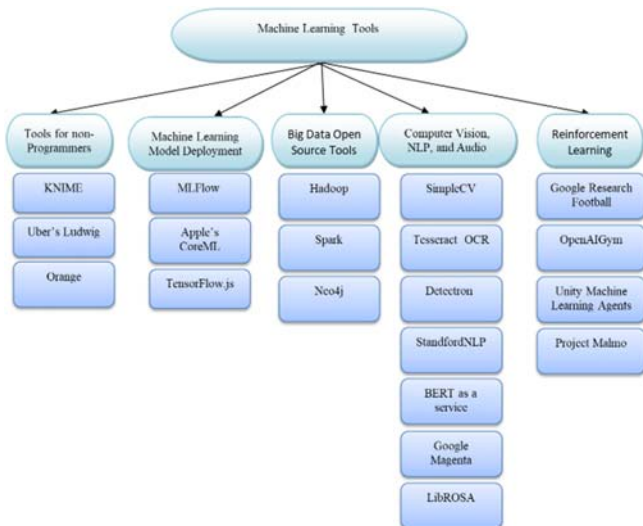 Machine Learning Tools
Tools for non-
Programmers
KNIME
Uber's Ludwig
Orange
Machine Learning
Model Deployment
MLFlow
Apple's
CoreML
TensorFlow.js
Big Data Open
Source Tools
Hadoop
Spark
Neo4j
Computer Vision,
NLP, and Audio
SimpleCV
Tesseract OCR
Detectron
StandfordNLP
BERT as a
service
Google
Magenta
LibROSA
Reinforcement
Learning
Google Research
Football
OpenAIGym
Unity Machine
Learning Agents
Project Malmo